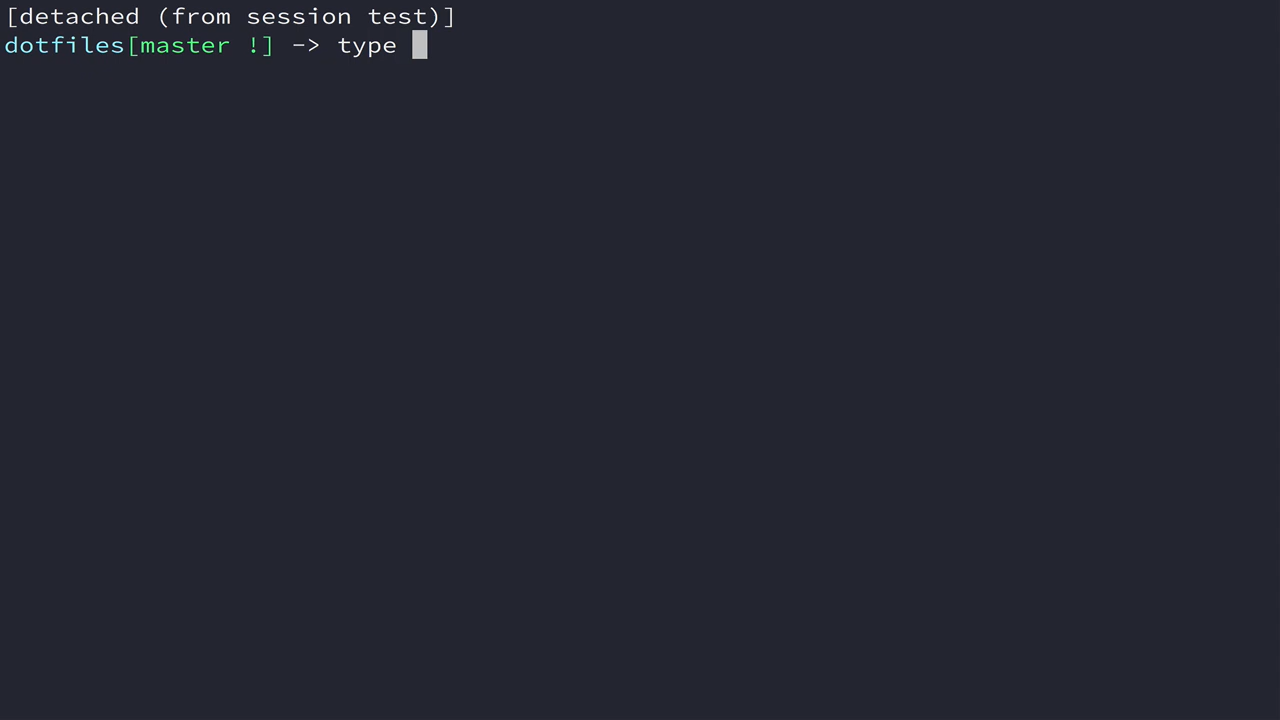 [detached (from session test)]
dotfiles[master !] -> type